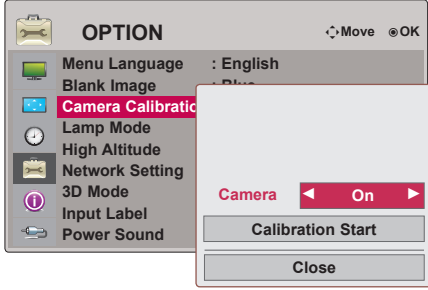 OPTION
Move
OK
Menu Language : English
Blank Image : Blue
Camera Calibratic
Lamp Mode
High Altitude
Network Setting
3D Mode
Input Label
Power Sound
Camera ◀ On ▶
Calibration Start
Close